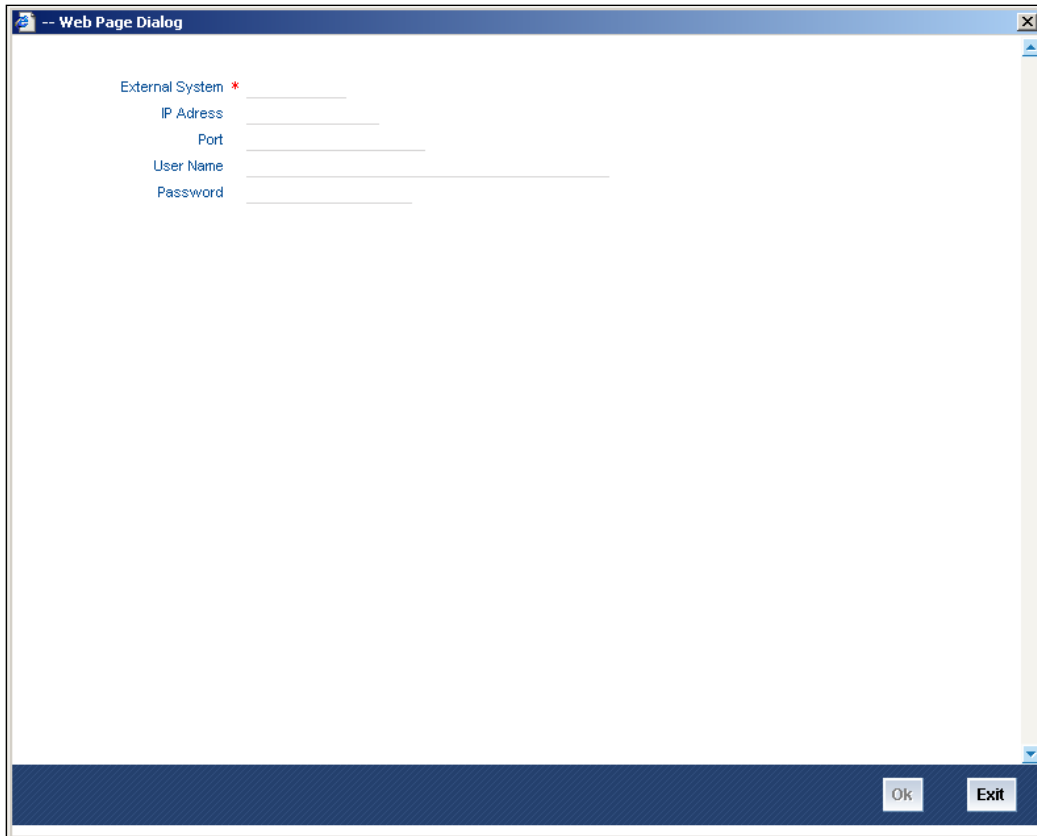 -- Web Page Dialog
External System *
IP Adress
Port
User Name
Password
Ok Exit